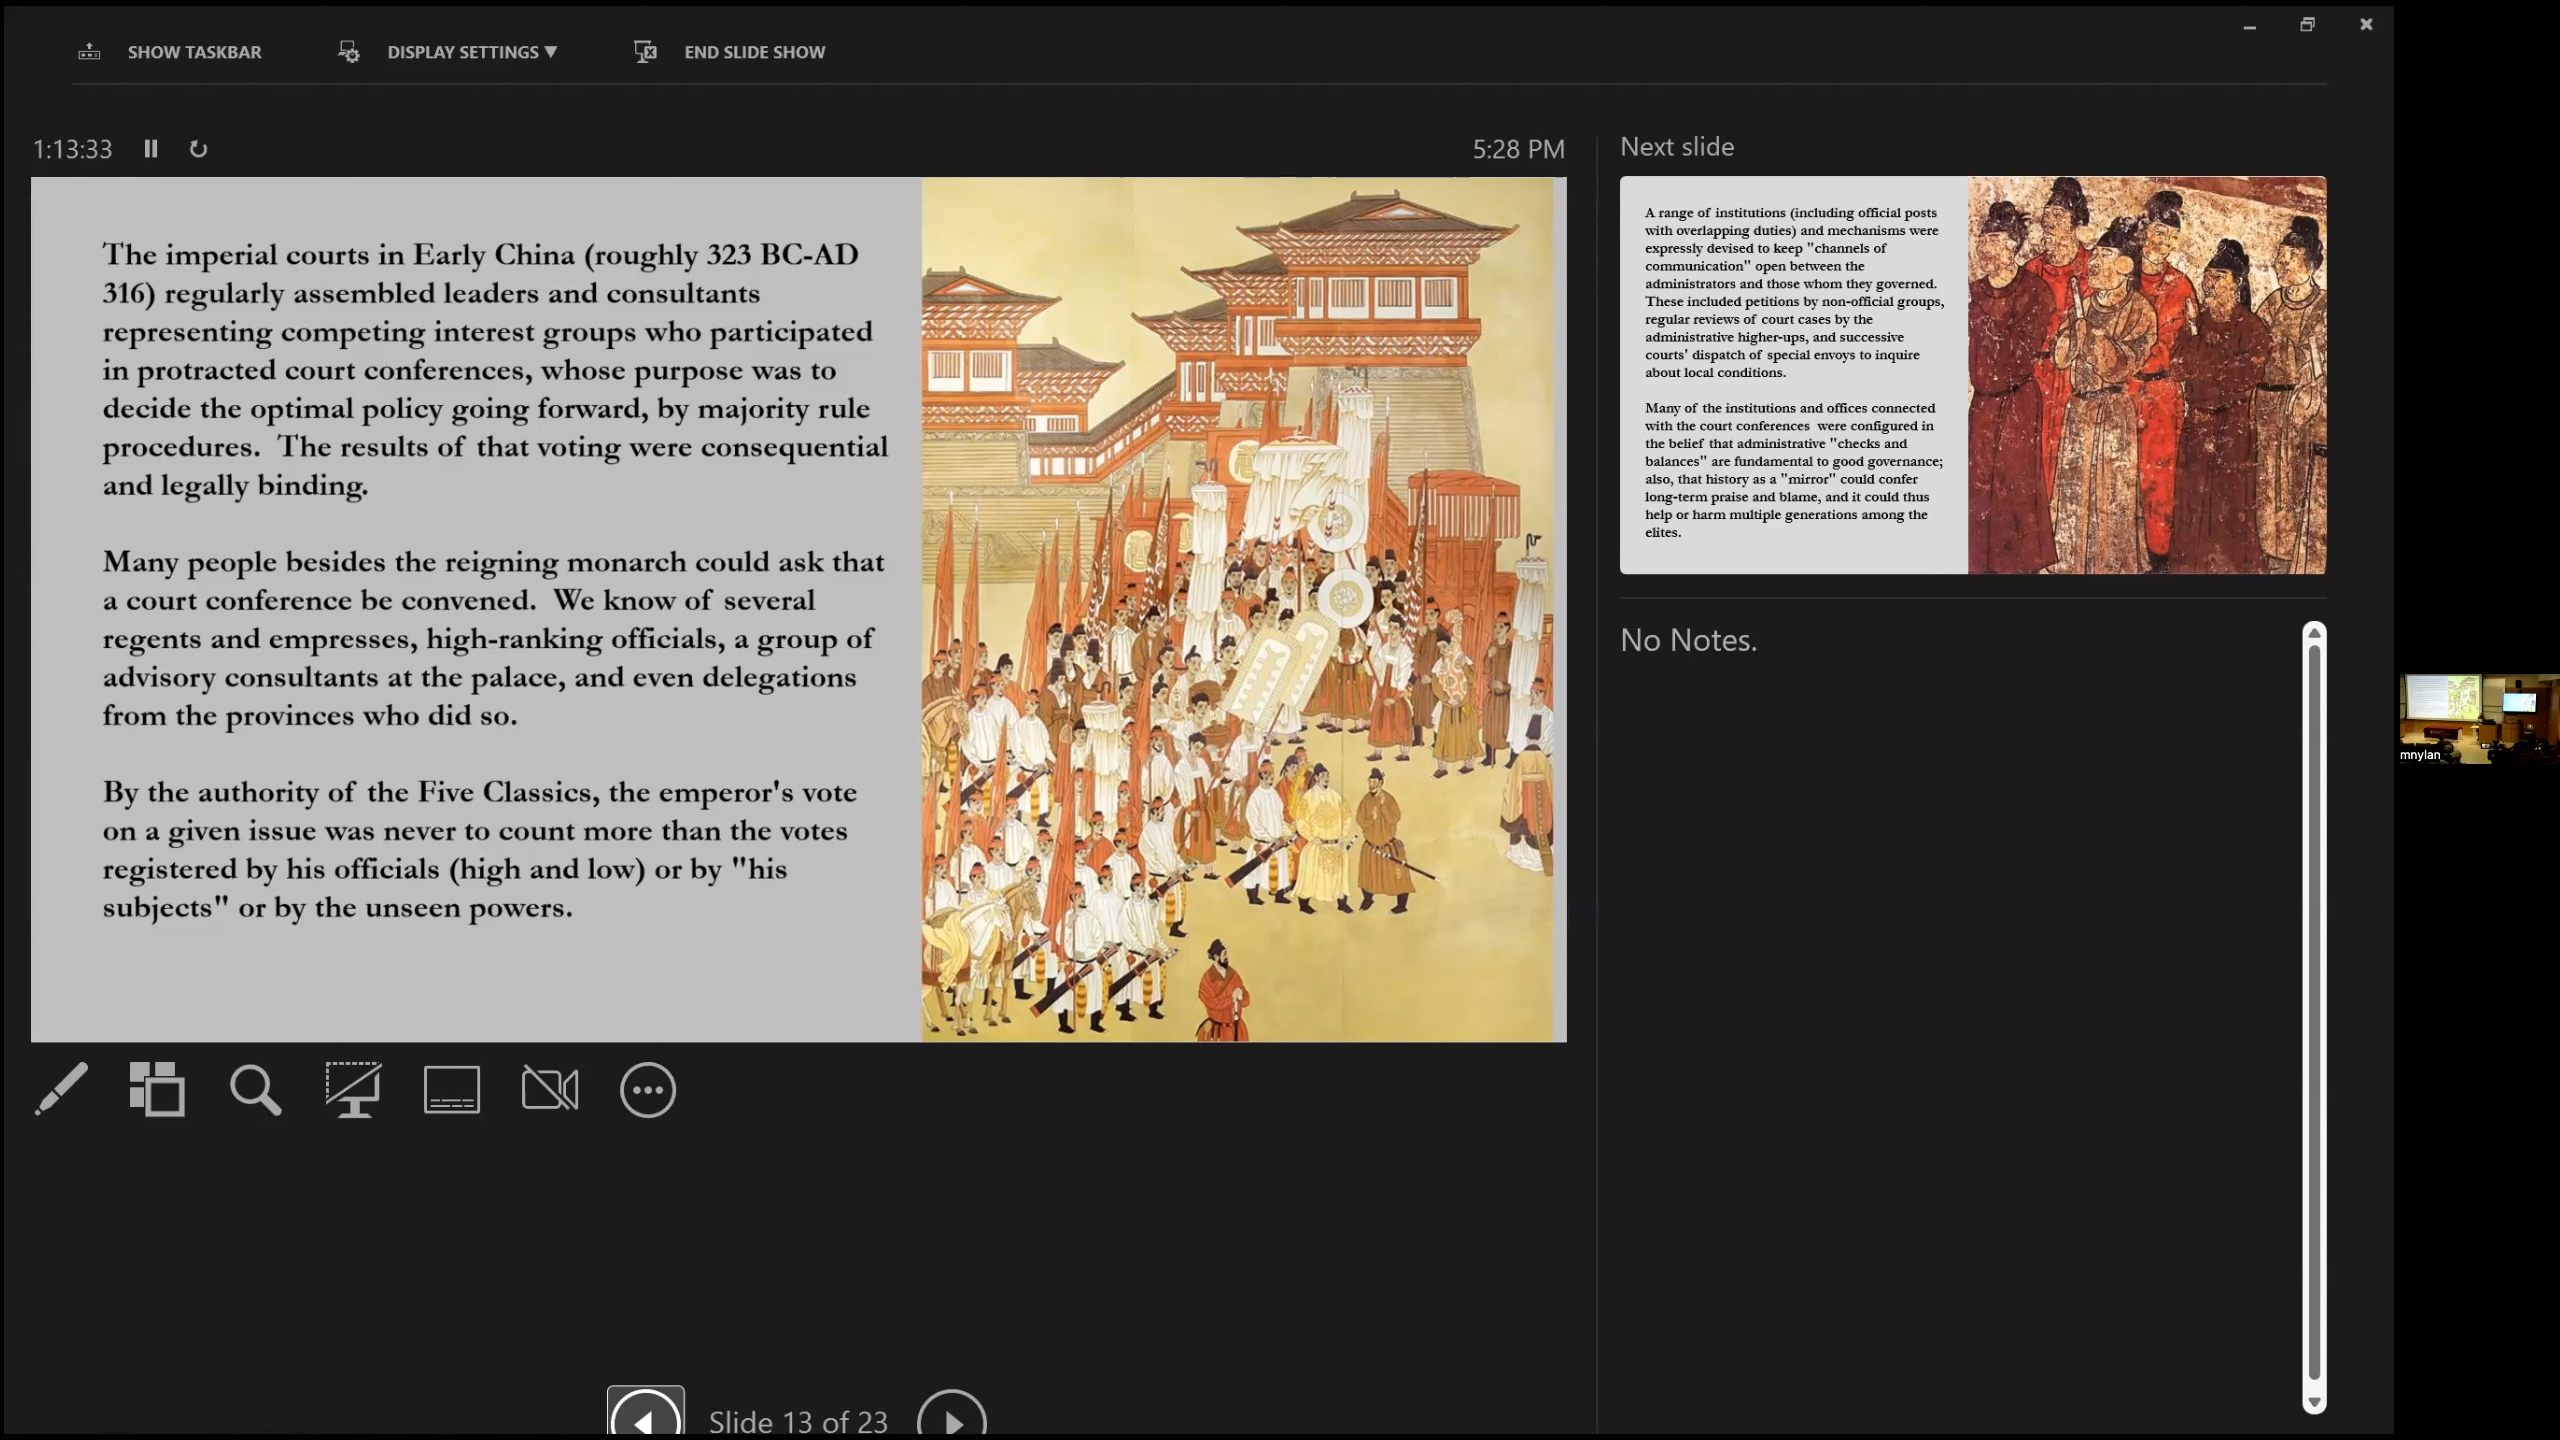 SHOW TASKBAR
DISPLAY SETTINGS ▼
END SLIDE SHOW
1:13:33
5:28 PM
The imperial courts in Early China (roughly 323 BC-AD
316) regularly assembled leaders and consultants
representing competing interest groups who participated
in protracted court conferences, whose purpose was to
decide the optimal policy going forward, by majority rule
procedures.  The results of that voting were consequential
and legally binding.
Many people besides the reigning monarch could ask that
a court conference be convened.  We know of several
regents and empresses, high-ranking officials, a group of
advisory consultants at the palace, and even delegations
from the provinces who did so.
By the authority of the Five Classics, the emperor's vote
on a given issue was never to count more than the votes
registered by his officials (high and low) or by "his
subjects" or by the unseen powers.
Slide 13 of 23
Next slide
A range of institutions (including official posts
with overlapping duties) and mechanisms were
expressly devised to keep "channels of
communication" open between the
administrators and those whom they governed.
These included petitions by non-official groups,
regular reviews of court cases by the
administrative higher-ups, and successive
courts' dispatch of special envoys to inquire
about local conditions.
Many of the institutions and offices connected
with the court conferences  were configured in
the belief that administrative "checks and
balances" are fundamental to good governance;
also, that history as a "mirror" could confer
long-term praise and blame, and it could thus
help or harm multiple generations among the
elites.
No Notes.
mnylan